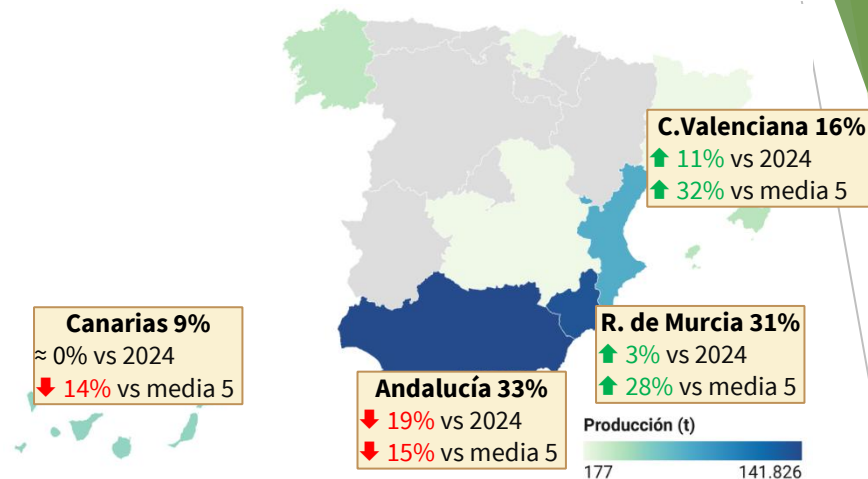 C.Valenciana 16%
11% vs 2024
32% vs media 5
Canarias 9%
≈ 0% vs 2024
14% vs media 5
R. de Murcia 31%
3% vs 2024
28% vs media 5
Andalucía 33%
19% vs 2024
15% vs media 5
Producción (t)
177 141.826